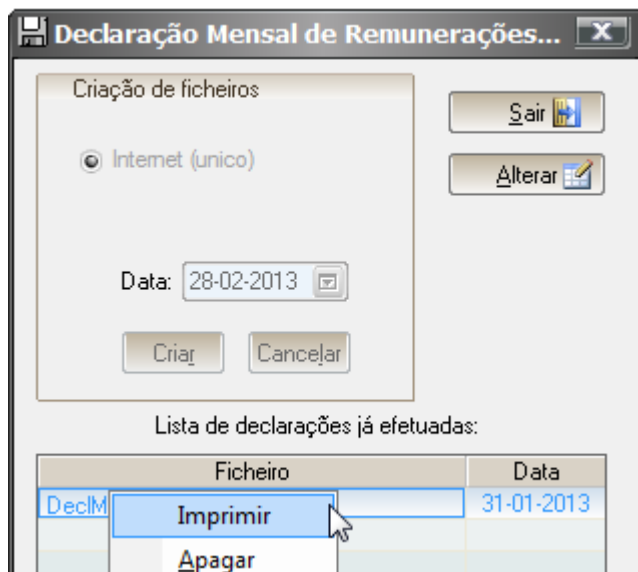 Declaração Mensal de Remunerações...
Criação de ficheiros
Sair
Internet (unico)
Alterar
Data: 28-02-2013
Criar Cancelar
Lista de declarações já efetuadas:
Ficheiro Data
DeclM 31-01-2013
Imprimir
Apagar